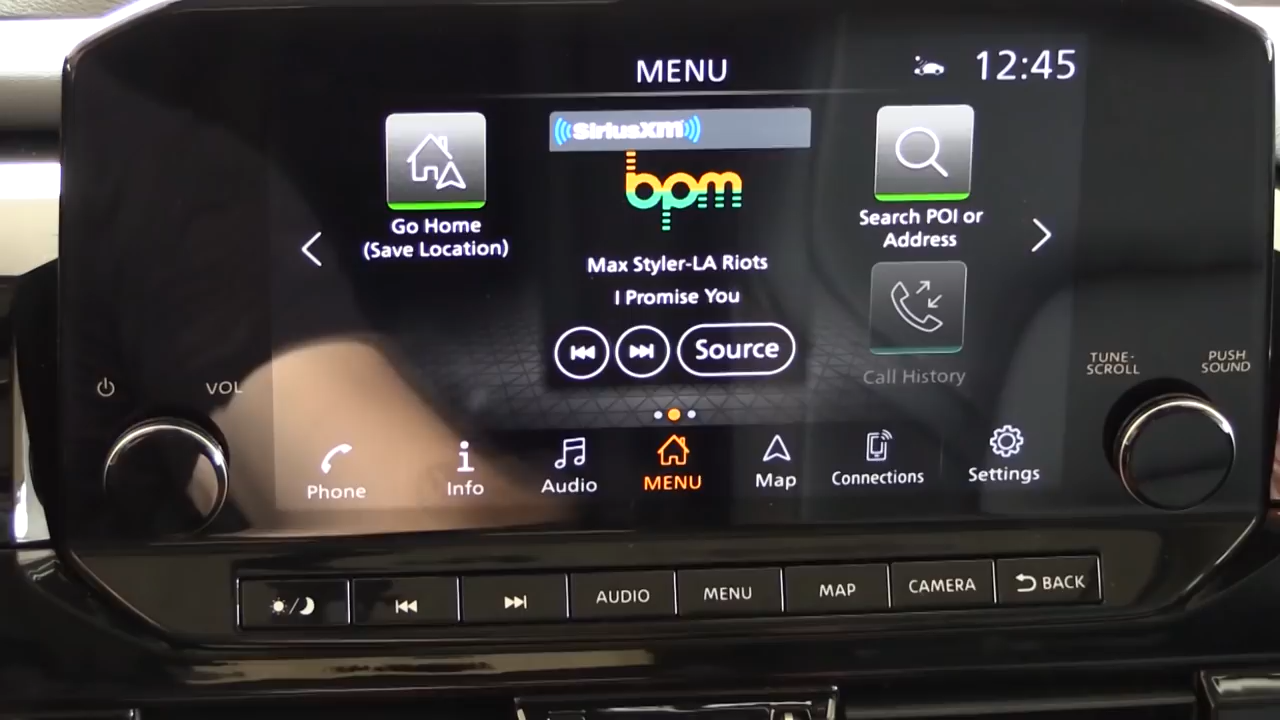 MENU
12:45
SiriusXM
bpm
Go Home
(Save Location)
Search POI or
Address
Max Styler-LA Riots
I Promise You
Source
Call History
VOL
TUNE-
SCROLL
PUSH
SOUND
Phone
Info
Audio
MENU
Map
Connections
Settings
AUDIO
MENU
MAP
CAMERA
BACK